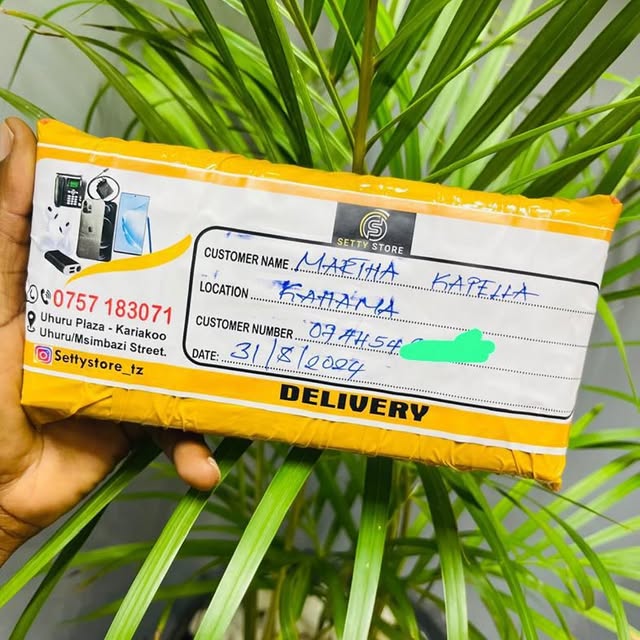 SETTY STORE
CUSTOMER NAME MARTHA KAPELLA
LOCATION KAHAMA
CUSTOMER NUMBER
DATE: 31/8/2024
0757 183071
Uhuru Plaza - Kariakoo
Uhuru/Msimbazi Street.
Settystore_tz
DELIVERY